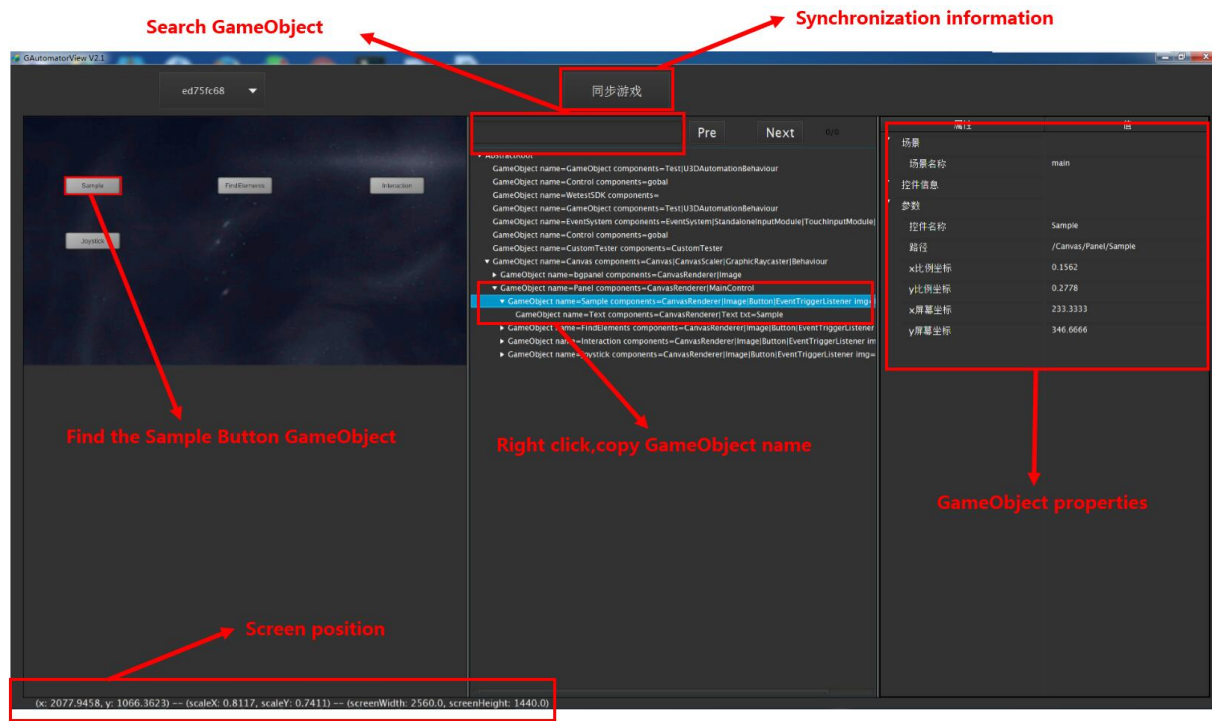 Search GameObject
Synchronization information
GAutomatorView V2.1
ed75fc68
同步游戏
Pre
Next
0/0
属性
值
AbstractRoot
GameObject name=GameObject components=Test|U3DAutomationBehaviour
GameObject name=Control components=gobal
GameObject name=WetestSDK components=
GameObject name=GameObject components=Test|U3DAutomationBehaviour
GameObject name=EventSystem components=EventSystem|StandaloneInputModule|TouchInputModule|
GameObject name=Control components=gobal
GameObject name=CustomTester components=CustomTester
GameObject name=Canvas components=Canvas|CanvasScaler|GraphicRaycaster|Behaviour
GameObject name=bgpanel components=CanvasRenderer|Image
GameObject name=Panel components=CanvasRenderer|MainControl
GameObject name=Sample components=CanvasRenderer|Image|Button|EventTriggerListener img=
GameObject name=Text components=CanvasRenderer|Text txt=Sample
GameObject name=FindElements components=CanvasRenderer|Image|Button|EventTriggerListener
GameObject name=Interaction components=CanvasRenderer|Image|Button|EventTriggerListener im
GameObject name=Joystick components=CanvasRenderer|Image|Button|EventTriggerListener img=
Sample
FindElements
Interaction
Joystick
场景
场景名称 main
控件信息
参数
控件名称 Sample
路径 /Canvas/Panel/Sample
x比例坐标 0.1562
y比例坐标 0.2778
x屏幕坐标 233.3333
y屏幕坐标 346.6666
Find the Sample Button GameObject
Right click,copy GameObject name
GameObject properties
Screen position
(x: 2077.9458, y: 1066.3623) -- (scaleX: 0.8117, scaleY: 0.7411) -- (screenWidth: 2560.0, screenHeight: 1440.0)